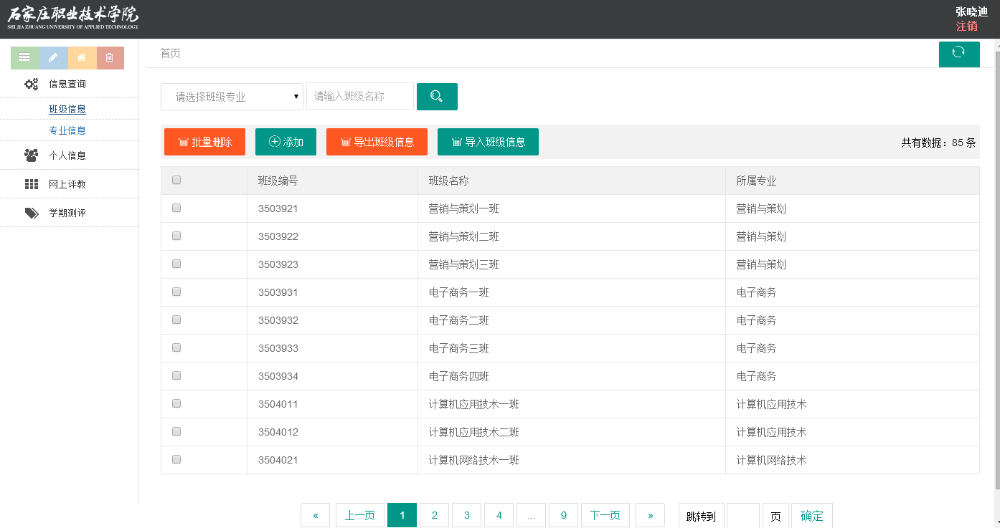 石家庄职业技术学院
SHI JIA ZHUANG UNIVERSITY OF APPLIED TECHNOLOGY
张晓迪
注销
信息查询
班级信息
专业信息
个人信息
网上评教
学期测评
首页
请选择班级专业 请输入班级名称
批量删除 添加 导出班级信息 导入班级信息 共有数据：85 条
班级编号 班级名称 所属专业
3503921 营销与策划一班 营销与策划
3503922 营销与策划二班 营销与策划
3503923 营销与策划三班 营销与策划
3503931 电子商务一班 电子商务
3503932 电子商务二班 电子商务
3503933 电子商务三班 电子商务
3503934 电子商务四班 电子商务
3504011 计算机应用技术一班 计算机应用技术
3504012 计算机应用技术二班 计算机应用技术
3504021 计算机网络技术一班 计算机网络技术
« 上一页 1 2 3 4 ... 9 下一页 » 跳转到 页 确定